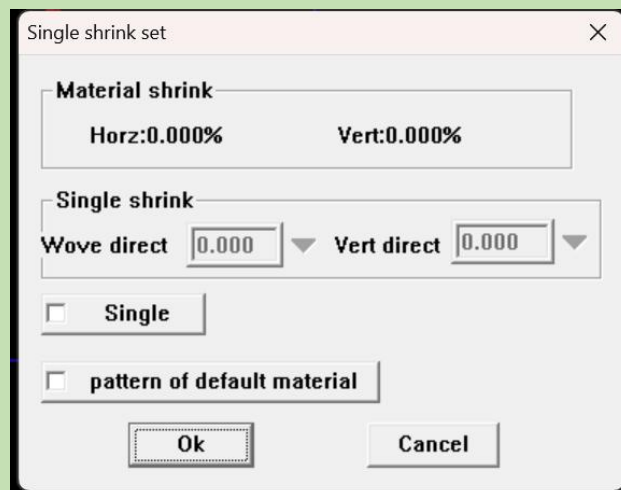 Single shrink set
Material shrink
Horz:0.000% Vert:0.000%
Single shrink
Wove direct 0.000 Vert direct 0.000
Single
pattern of default material
Ok Cancel